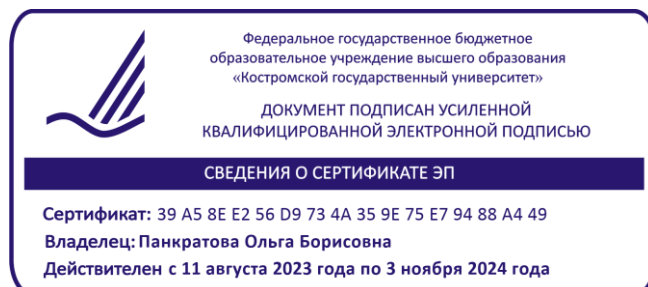 Федеральное государственное бюджетное
образовательное учреждение высшего образования
«Костромской государственный университет»
ДОКУМЕНТ ПОДПИСАН УСИЛЕННОЙ
КВАЛИФИЦИРОВАННОЙ ЭЛЕКТРОННОЙ ПОДПИСЬЮ
СВЕДЕНИЯ О СЕРТИФИКАТЕ ЭП
Сертификат: 39 A5 8E E2 56 D9 73 4A 35 9E 75 E7 94 88 A4 49
Владелец: Панкратова Ольга Борисовна
Действителен с 11 августа 2023 года по 3 ноября 2024 года